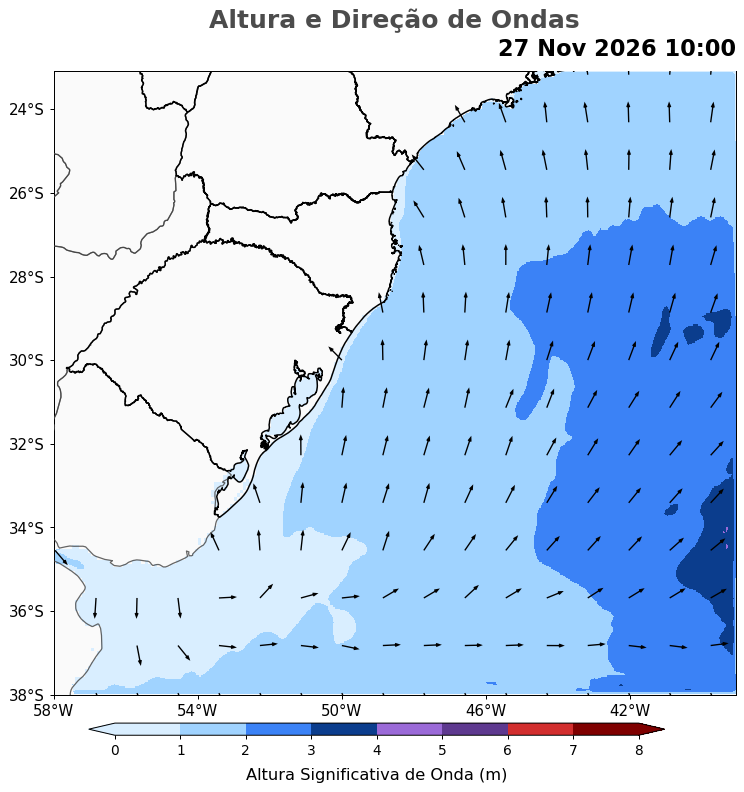 Altura e Direção de Ondas
27 Nov 2026 10:00
24°S
26°S
28°S
30°S
32°S
34°S
36°S
38°S
58°W 54°W 50°W 46°W 42°W
0 1 2 3 4 5 6 7 8
Altura Significativa de Onda (m)